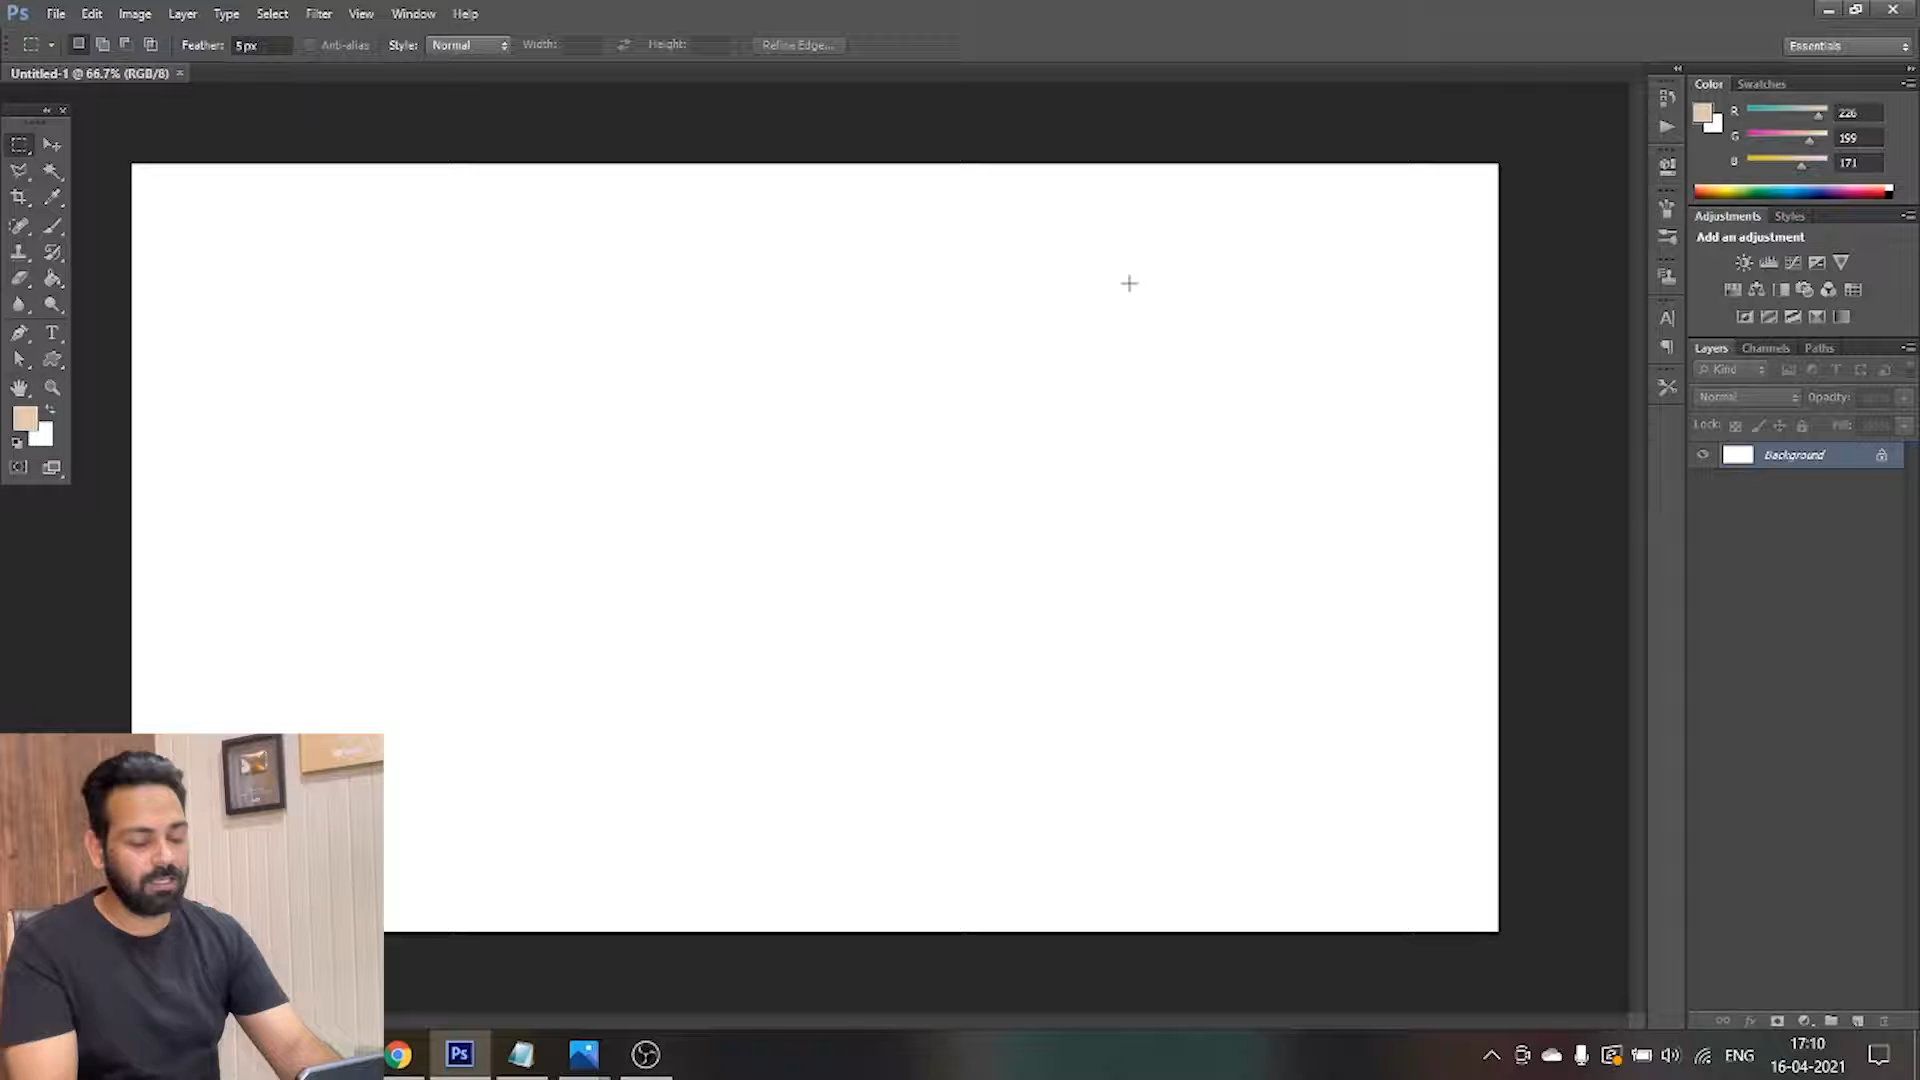 Ps File Edit Image Layer Type Select Filter View Window Help
Feather: 5 px Anti-alias Style: Normal Width: Height: Refine Edge... Essentials
Untitled-1 @ 66.7% (RGB/8) ×
Color Swatches
R 226
G 199
B 171
Adjustments Styles
Add an adjustment
Layers Channels Paths
Kind
Normal Opacity:
Lock: Fill:
Background
Ps
ENG
17:10
16-04-2021